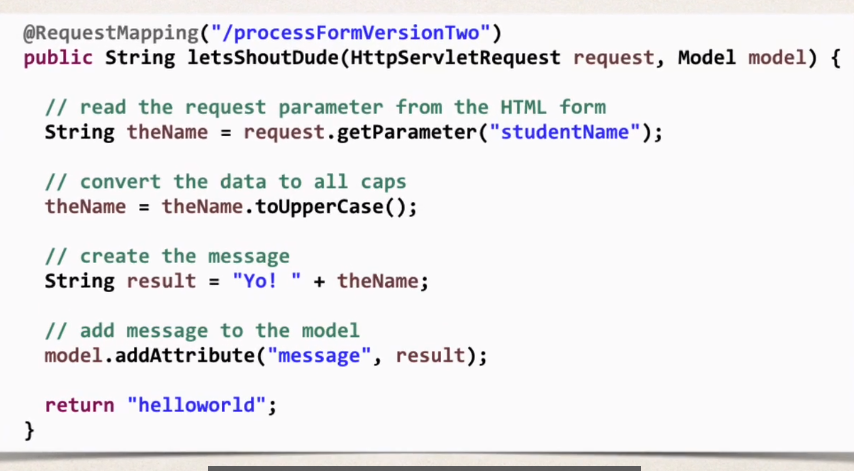 @RequestMapping("/processFormVersionTwo")
public String letsShoutDude(HttpServletRequest request, Model model) {
// read the request parameter from the HTML form
String theName = request.getParameter("studentName");
// convert the data to all caps
theName = theName.toUpperCase();
// create the message
String result = "Yo! " + theName;
// add message to the model
model.addAttribute("message", result);
return "helloworld";
}